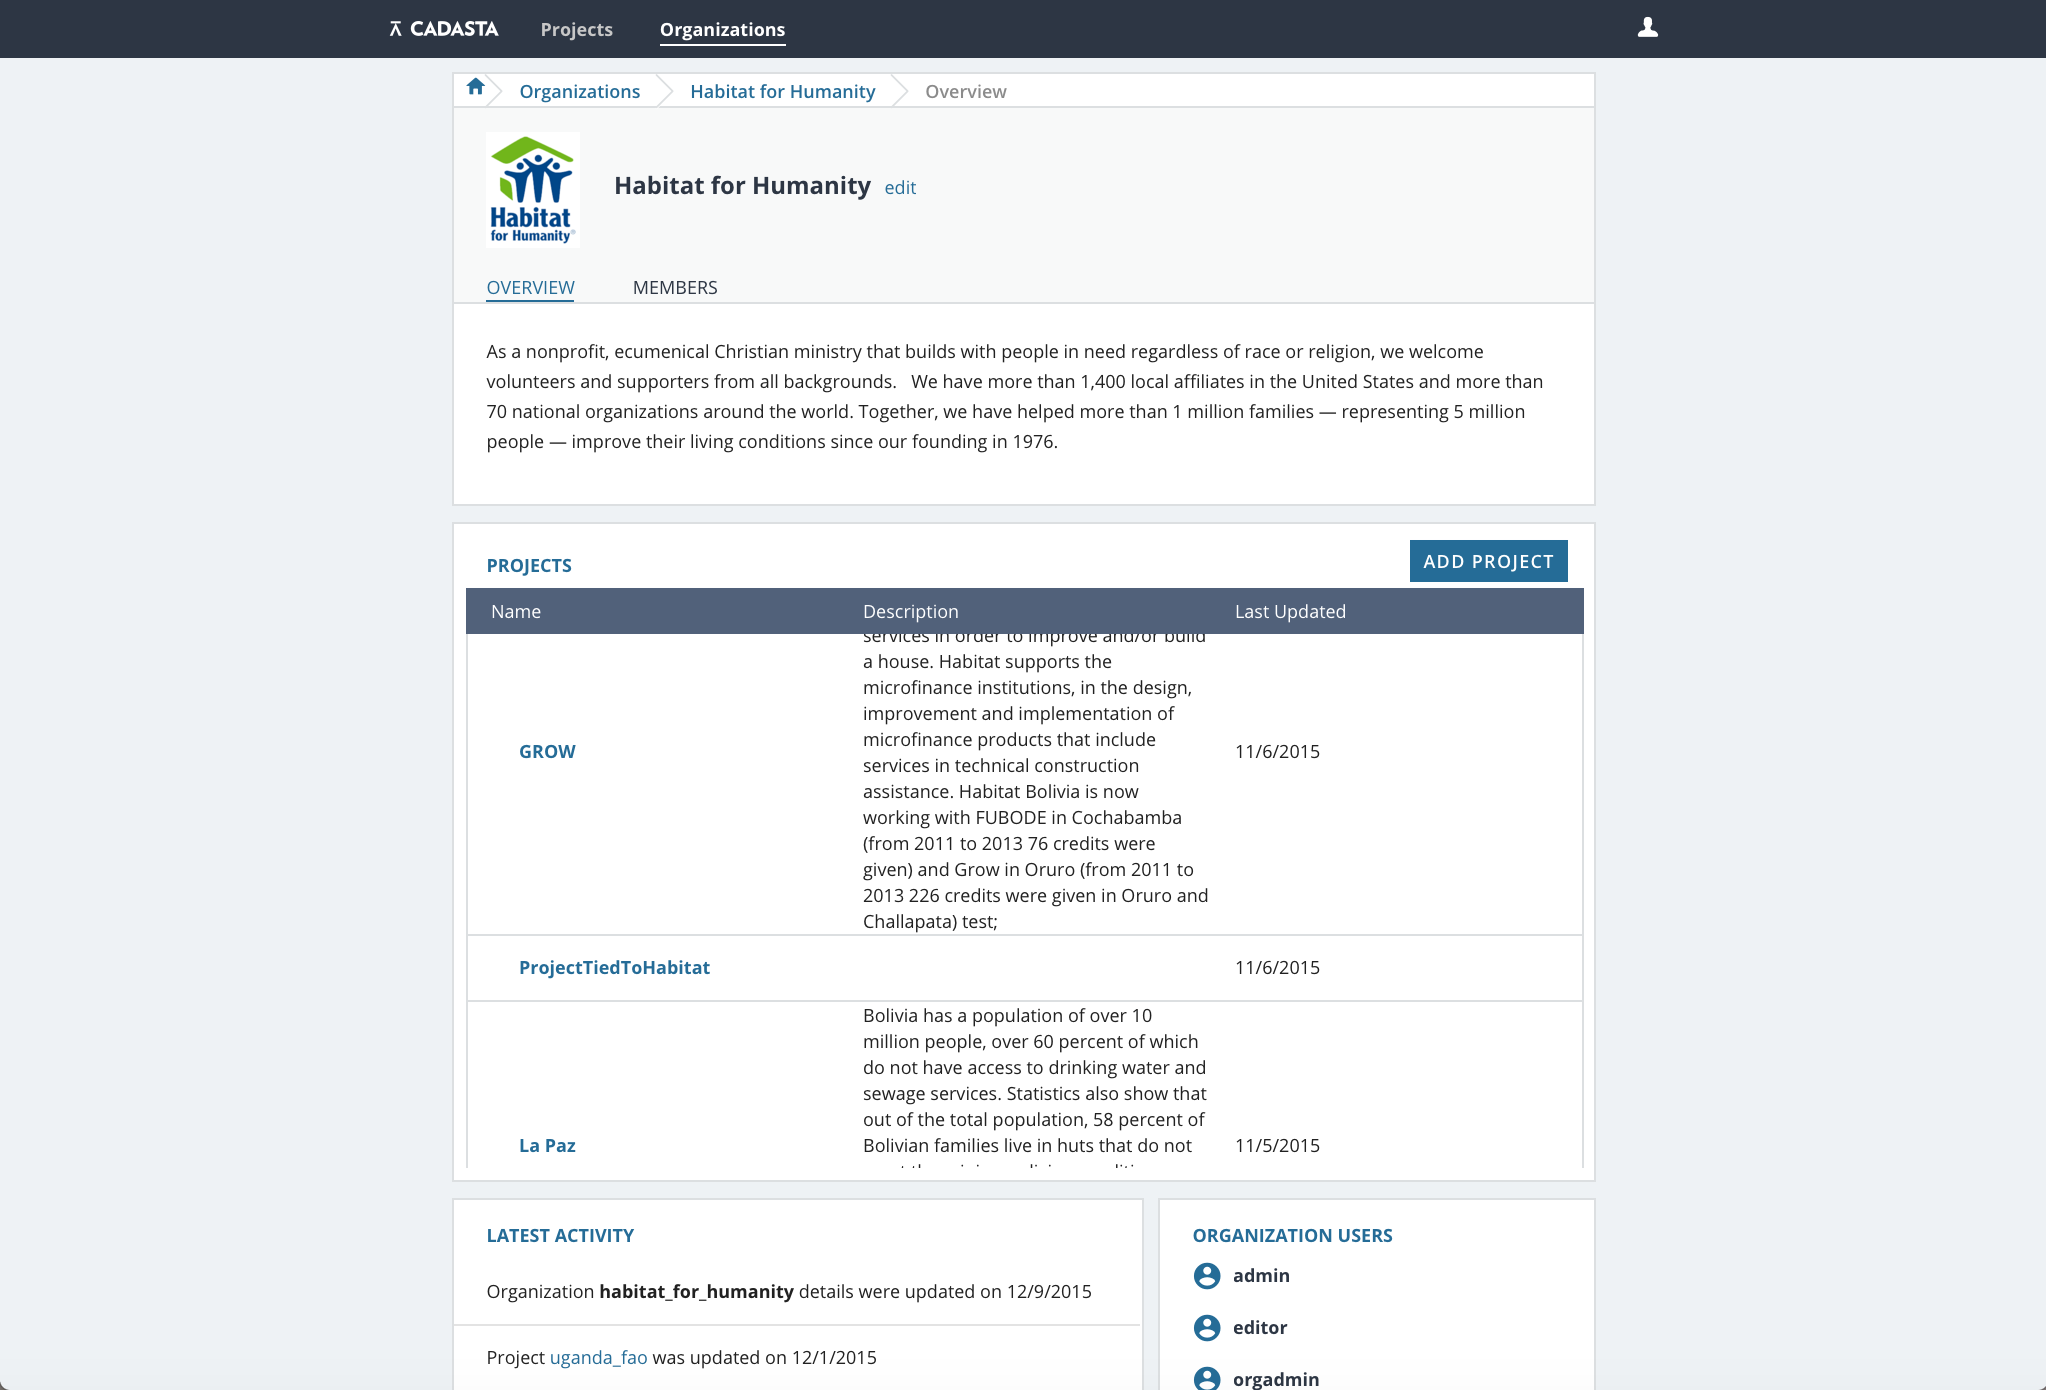 CADASTA Projects Organizations
Organizations Habitat for Humanity Overview
Habitat
for Humanity®
Habitat for Humanity edit
OVERVIEW MEMBERS
As a nonprofit, ecumenical Christian ministry that builds with people in need regardless of race or religion, we welcome
volunteers and supporters from all backgrounds. We have more than 1,400 local affiliates in the United States and more than
70 national organizations around the world. Together, we have helped more than 1 million families — representing 5 million
people — improve their living conditions since our founding in 1976.
PROJECTS
ADD PROJECT
Name Description Last Updated
GROW
services in order to improve and/or build
a house. Habitat supports the
microfinance institutions, in the design,
improvement and implementation of
microfinance products that include
services in technical construction
assistance. Habitat Bolivia is now
working with FUBODE in Cochabamba
(from 2011 to 2013 76 credits were
given) and Grow in Oruro (from 2011 to
2013 226 credits were given in Oruro and
Challapata) test;
11/6/2015
ProjectTiedToHabitat 11/6/2015
La Paz
Bolivia has a population of over 10
million people, over 60 percent of which
do not have access to drinking water and
sewage services. Statistics also show that
out of the total population, 58 percent of
Bolivian families live in huts that do not
11/5/2015
LATEST ACTIVITY
Organization habitat_for_humanity details were updated on 12/9/2015
Project uganda_fao was updated on 12/1/2015
ORGANIZATION USERS
admin
editor
orgadmin